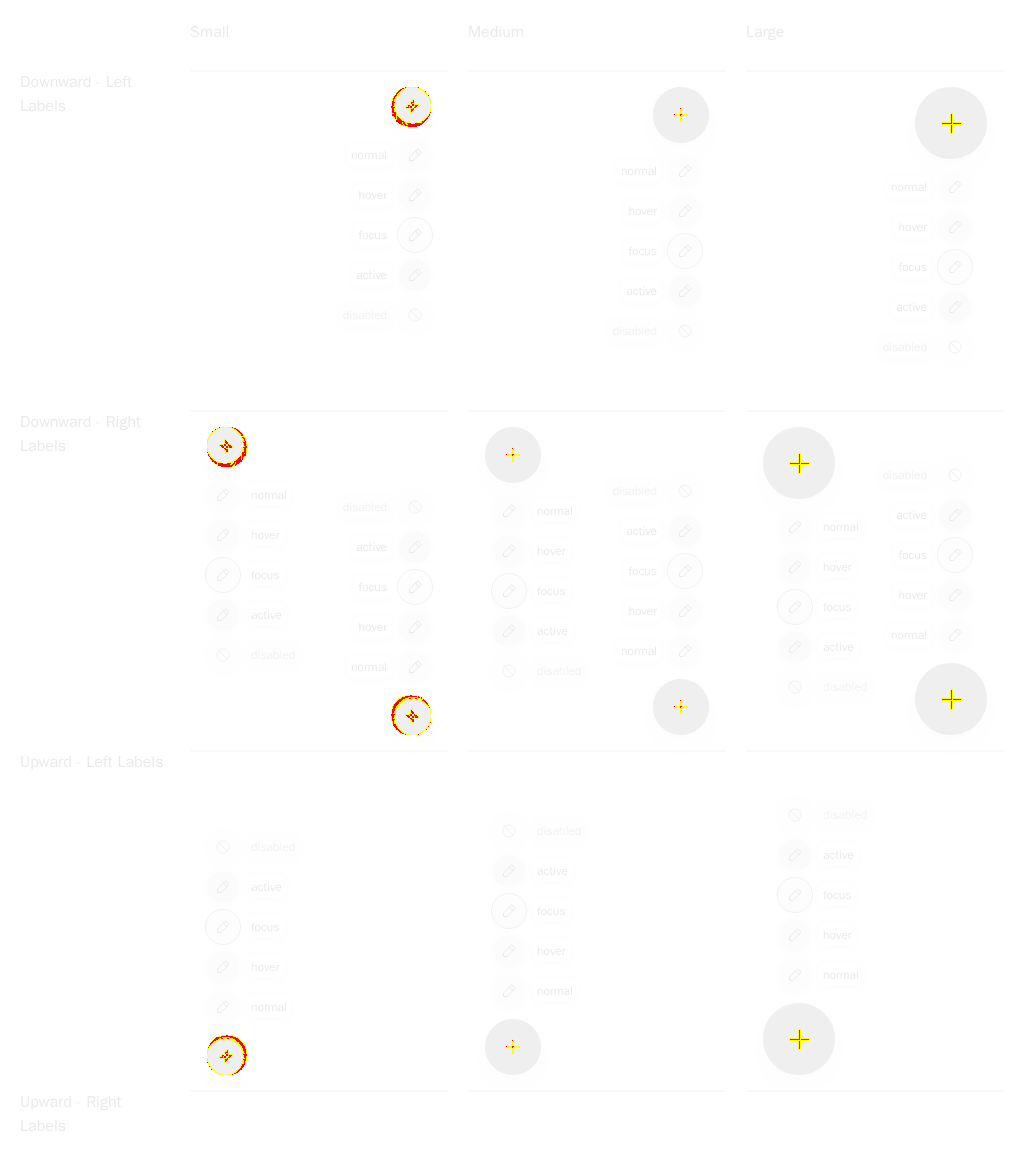 Small
Medium
Large
Downward - Left
Labels
normal
hover
focus
active
disabled
normal
hover
focus
active
disabled
normal
hover
focus
active
disabled
Downward - Right
Labels
normal
hover
focus
active
disabled
disabled
active
focus
hover
normal
normal
hover
focus
active
disabled
disabled
active
focus
hover
normal
normal
hover
focus
active
disabled
disabled
active
focus
hover
normal
Upward - Left Labels
disabled
active
focus
hover
normal
disabled
active
focus
hover
normal
disabled
active
focus
hover
normal
Upward - Right
Labels